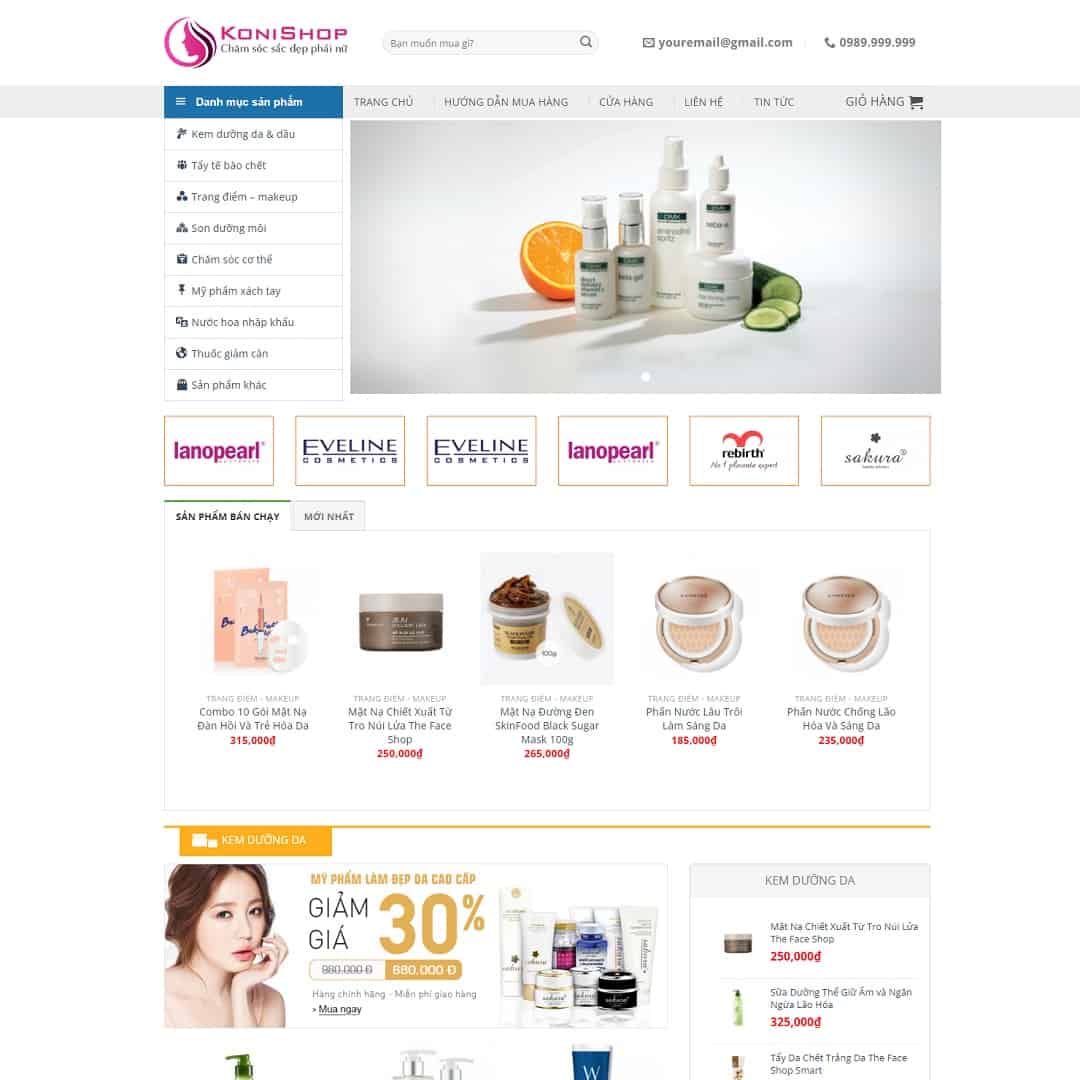 KONISHOP
Chăm sóc sắc đẹp phái nữ
Bạn muốn mua gì?
youremail@gmail.com
0989.999.999
Danh mục sản phẩm
TRANG CHỦ
HƯỚNG DẪN MUA HÀNG
CỬA HÀNG
LIÊN HỆ
TIN TỨC
GIỎ HÀNG
Kem dưỡng da & dầu
Tẩy tế bào chết
Trang điểm – makeup
Son dưỡng môi
Chăm sóc cơ thể
Mỹ phẩm xách tay
Nước hoa nhập khẩu
Thuốc giảm cân
Sản phẩm khác
DMK
lanopearl®
EVELINE
COSMETICS
EVELINE
COSMETICS
lanopearl®
rebirth
No 1 placenta expert
sakura®
SẢN PHẨM BÁN CHẠY
MỚI NHẤT
100g
TRANG ĐIỂM - MAKEUP
Combo 10 Gói Mặt Nạ
Đàn Hồi Và Trẻ Hóa Da
315,000₫
TRANG ĐIỂM - MAKEUP
Mặt Nạ Chiết Xuất Từ
Tro Núi Lửa The Face
Shop
250,000₫
TRANG ĐIỂM - MAKEUP
Mặt Nạ Đường Đen
SkinFood Black Sugar
Mask 100g
265,000₫
TRANG ĐIỂM - MAKEUP
Phấn Nước Lâu Trôi
Làm Sáng Da
185,000₫
TRANG ĐIỂM - MAKEUP
Phấn Nước Chống Lão
Hóa Và Sáng Da
235,000₫
KEM DƯỠNG DA
MỸ PHẨM LÀM ĐẸP DA CAO CẤP
GIẢM
GIÁ
30%
980.000 Đ
680.000 Đ
Hàng chính hãng - Miễn phí giao hàng
> Mua ngay
sakura
sakura
W
KEM DƯỠNG DA
Mặt Nạ Chiết Xuất Từ Tro Núi Lửa
The Face Shop
250,000₫
Sữa Dưỡng Thể Giữ Ẩm và Ngăn
Ngừa Lão Hóa
325,000₫
Tẩy Da Chết Trắng Da The Face
Shop Smart